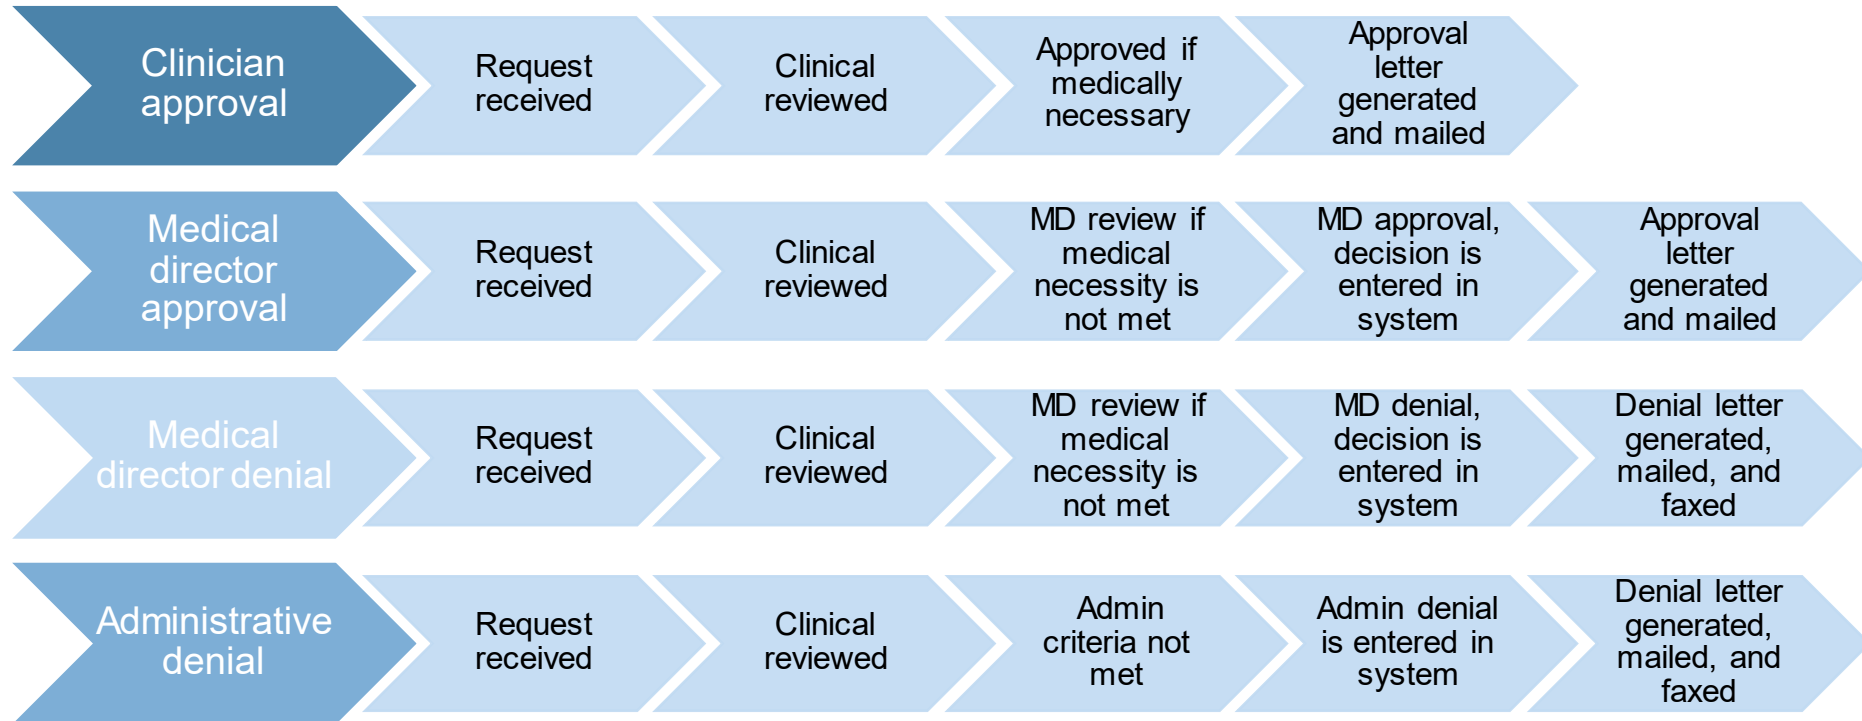 Clinician
approval
Request
received
Clinical
reviewed
Approved if
medically
necessary
Approval
letter
generated
and mailed
Medical
director
approval
Request
received
Clinical
reviewed
MD review if
medical
necessity is
not met
MD approval,
decision is
entered in
system
Approval
letter
generated
and mailed
Medical
director denial
Request
received
Clinical
reviewed
MD review if
medical
necessity is
not met
MD denial,
decision is
entered in
system
Denial letter
generated,
mailed, and
faxed
Administrative
denial
Request
received
Clinical
reviewed
Admin
criteria not
met
Admin denial
is entered in
system
Denial letter
generated,
mailed, and
faxed